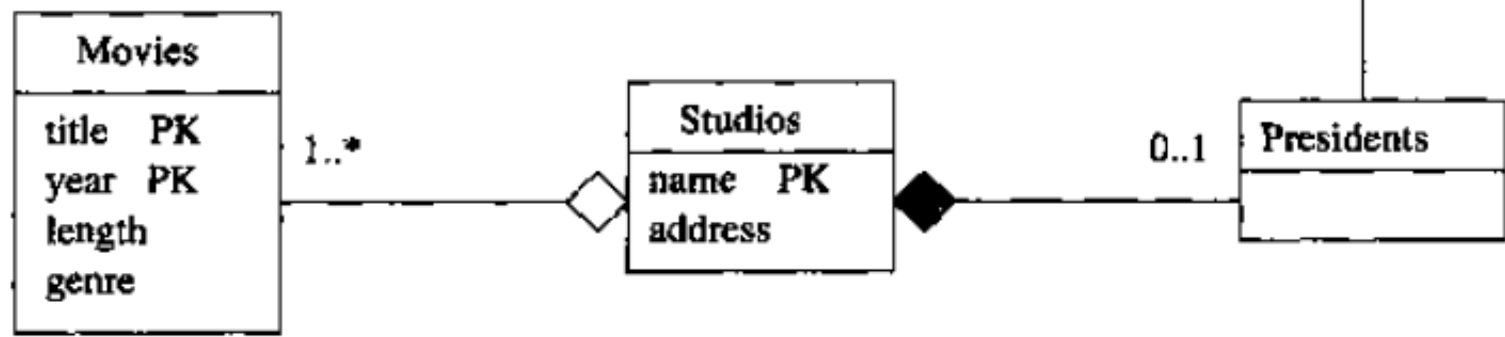 Movies
title PK
year PK
length
genre
1..*
Studios
name PK
address
0..1
Presidents